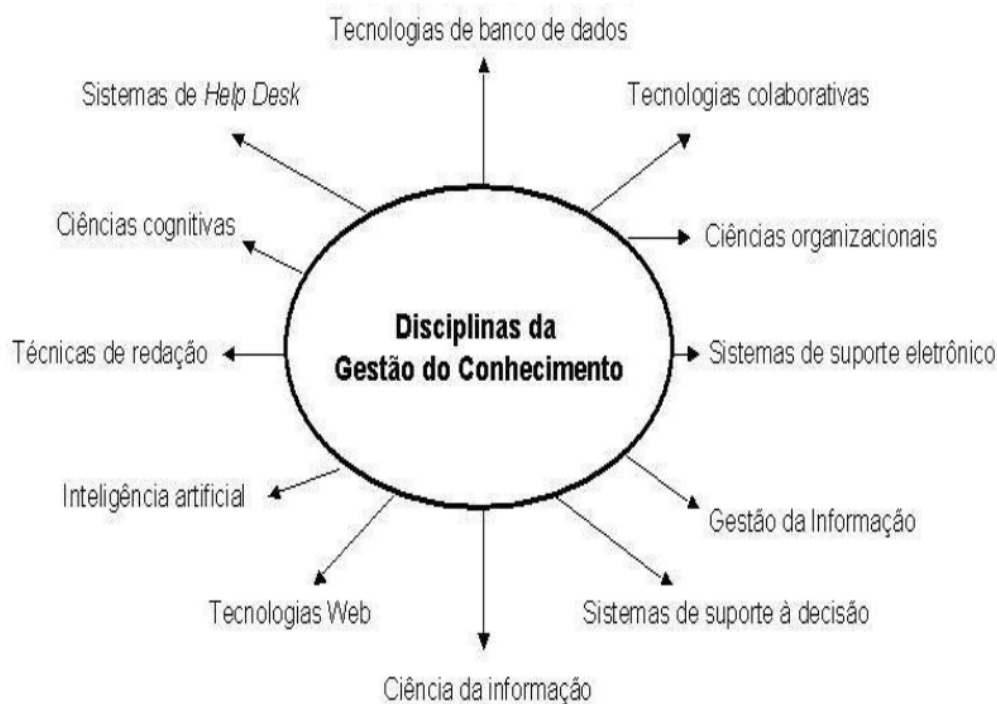 Tecnologias de banco de dados
Sistemas de Help Desk
Tecnologias colaborativas
Ciências cognitivas
Ciências organizacionais
Disciplinas da
Gestão do Conhecimento
Técnicas de redação
Sistemas de suporte eletrônico
Inteligência artificial
Gestão da Informação
Tecnologias Web
Sistemas de suporte à decisão
Ciência da informação